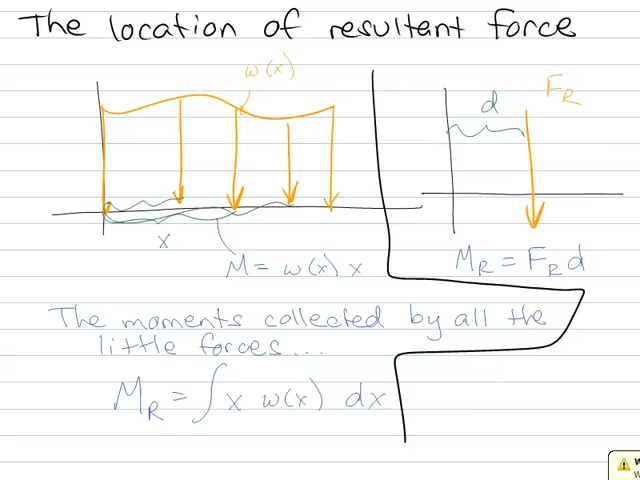 The location of resultant force
w(x)
x
M = w(x) x
The moments collected by all the
little forces...
M_R = ∫ x w(x) dx
d
F_R
M_R = F_R d